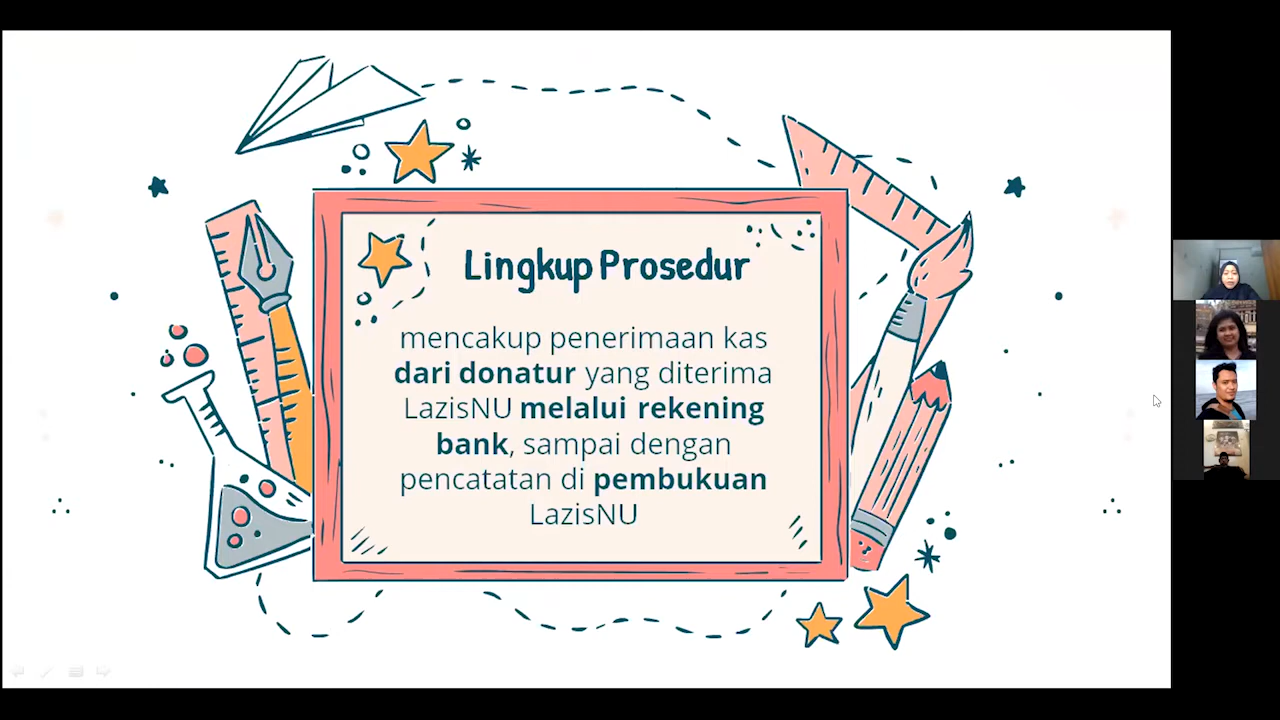 Lingkup Prosedur
mencakup penerimaan kas
dari donatur yang diterima
LazisNU melalui rekening
bank, sampai dengan
pencatatan di pembukuan
LazisNU